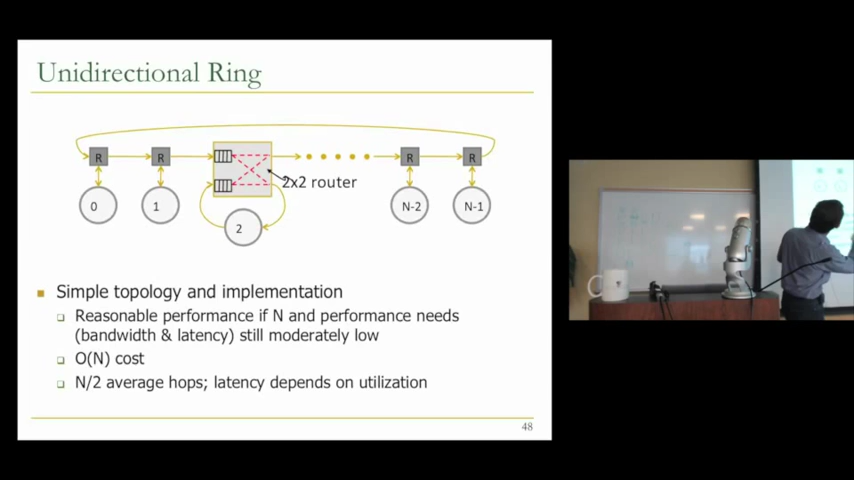 Unidirectional Ring
R R R R
2x2 router
0 1 2 N-2 N-1
Simple topology and implementation
Reasonable performance if N and performance needs
(bandwidth & latency) still moderately low
O(N) cost
N/2 average hops; latency depends on utilization
48